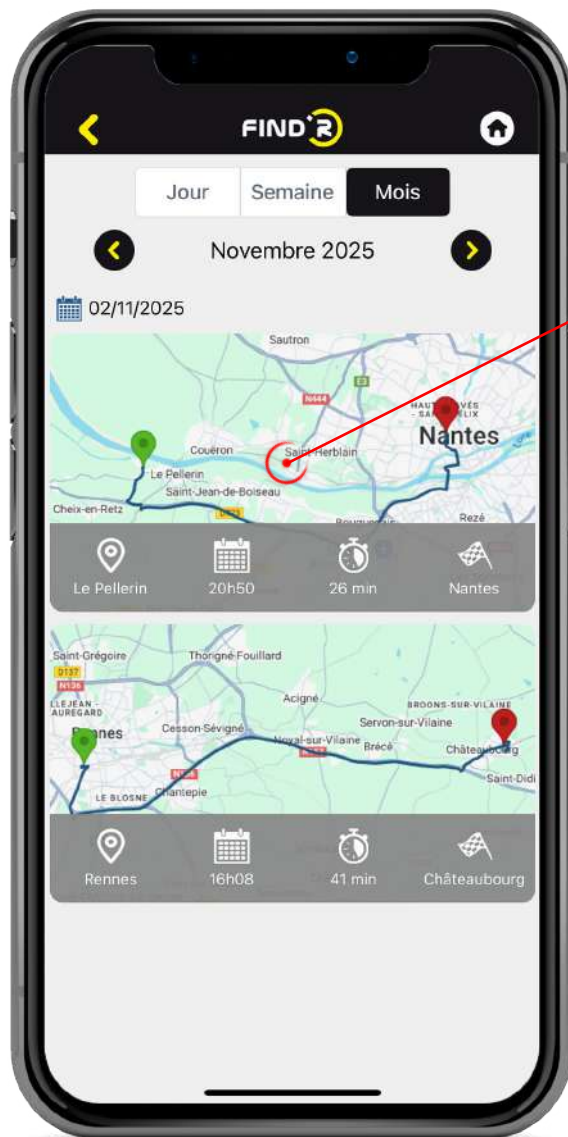 FIND'R
Jour Semaine Mois
Novembre 2025
02/11/2025
Sautron
E3
N444
Nantes
Couëron
Saint-Herblain
Le Pellerin
Saint-Jean-de-Boiseau
Cheix-en-Retz
Rezé
Le Pellerin 20h50 26 min Nantes
Saint-Grégoire Thorigné-Fouillard
D137
N136
Acigné
BROONS-SUR-VILAINE
Cesson-Sévigné
Servon-sur-Vilaine
Noyal-sur-Vilaine Brécé
Saint-Didi
LE BLOSNE Chantepie
Rennes 16h08 41 min Châteaubourg